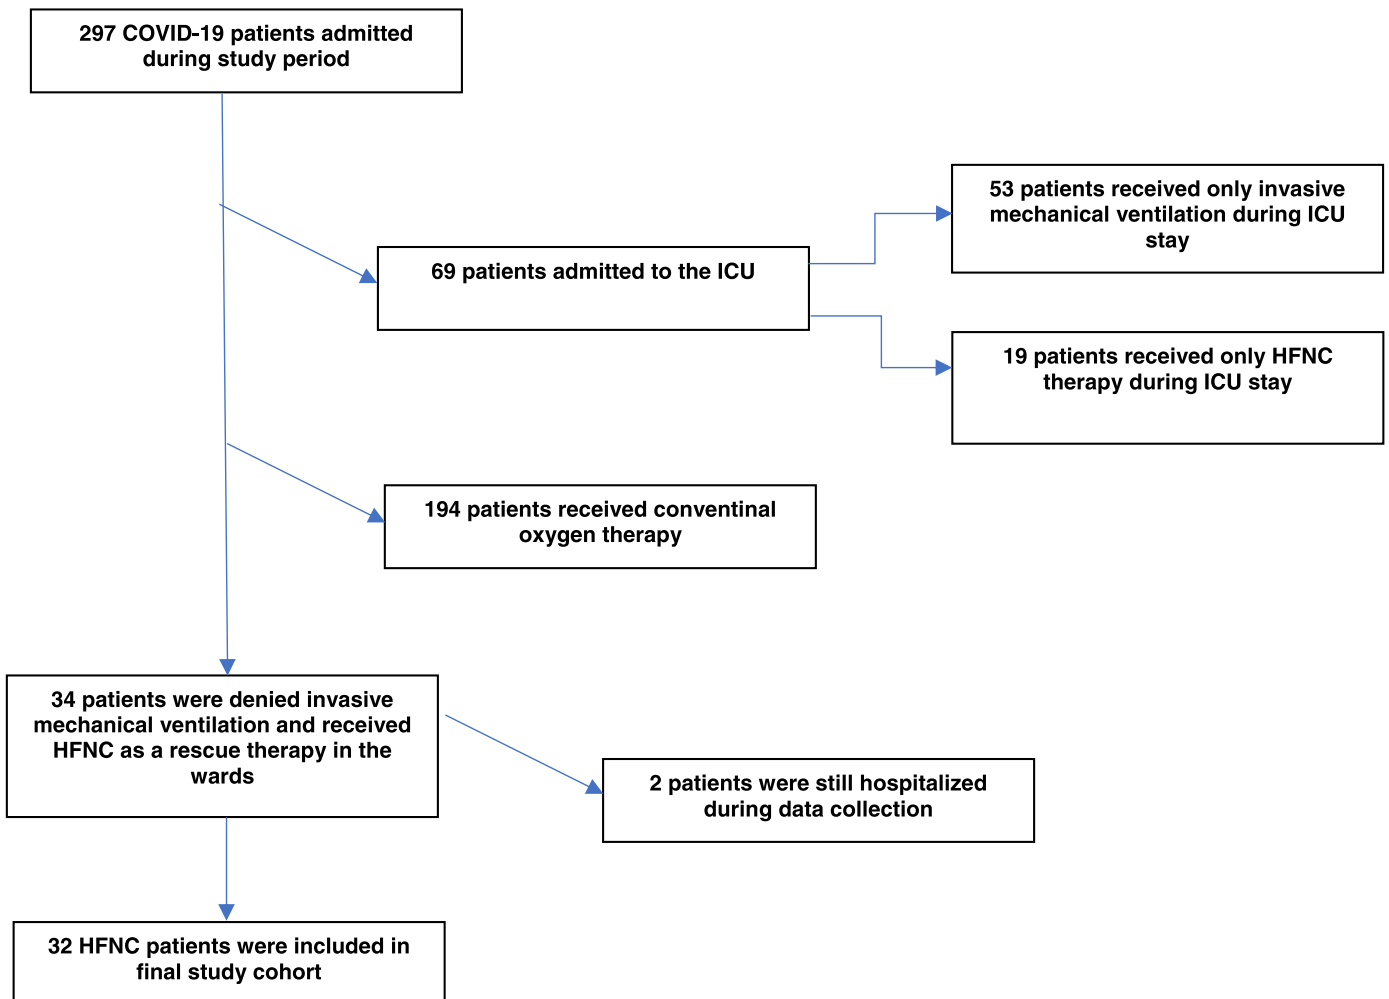 297 COVID-19 patients admitted
during study period
53 patients received only invasive
mechanical ventilation during ICU
stay
69 patients admitted to the ICU
19 patients received only HFNC
therapy during ICU stay
194 patients received conventinal
oxygen therapy
34 patients were denied invasive
mechanical ventilation and received
HFNC as a rescue therapy in the
wards
2 patients were still hospitalized
during data collection
32 HFNC patients were included in
final study cohort